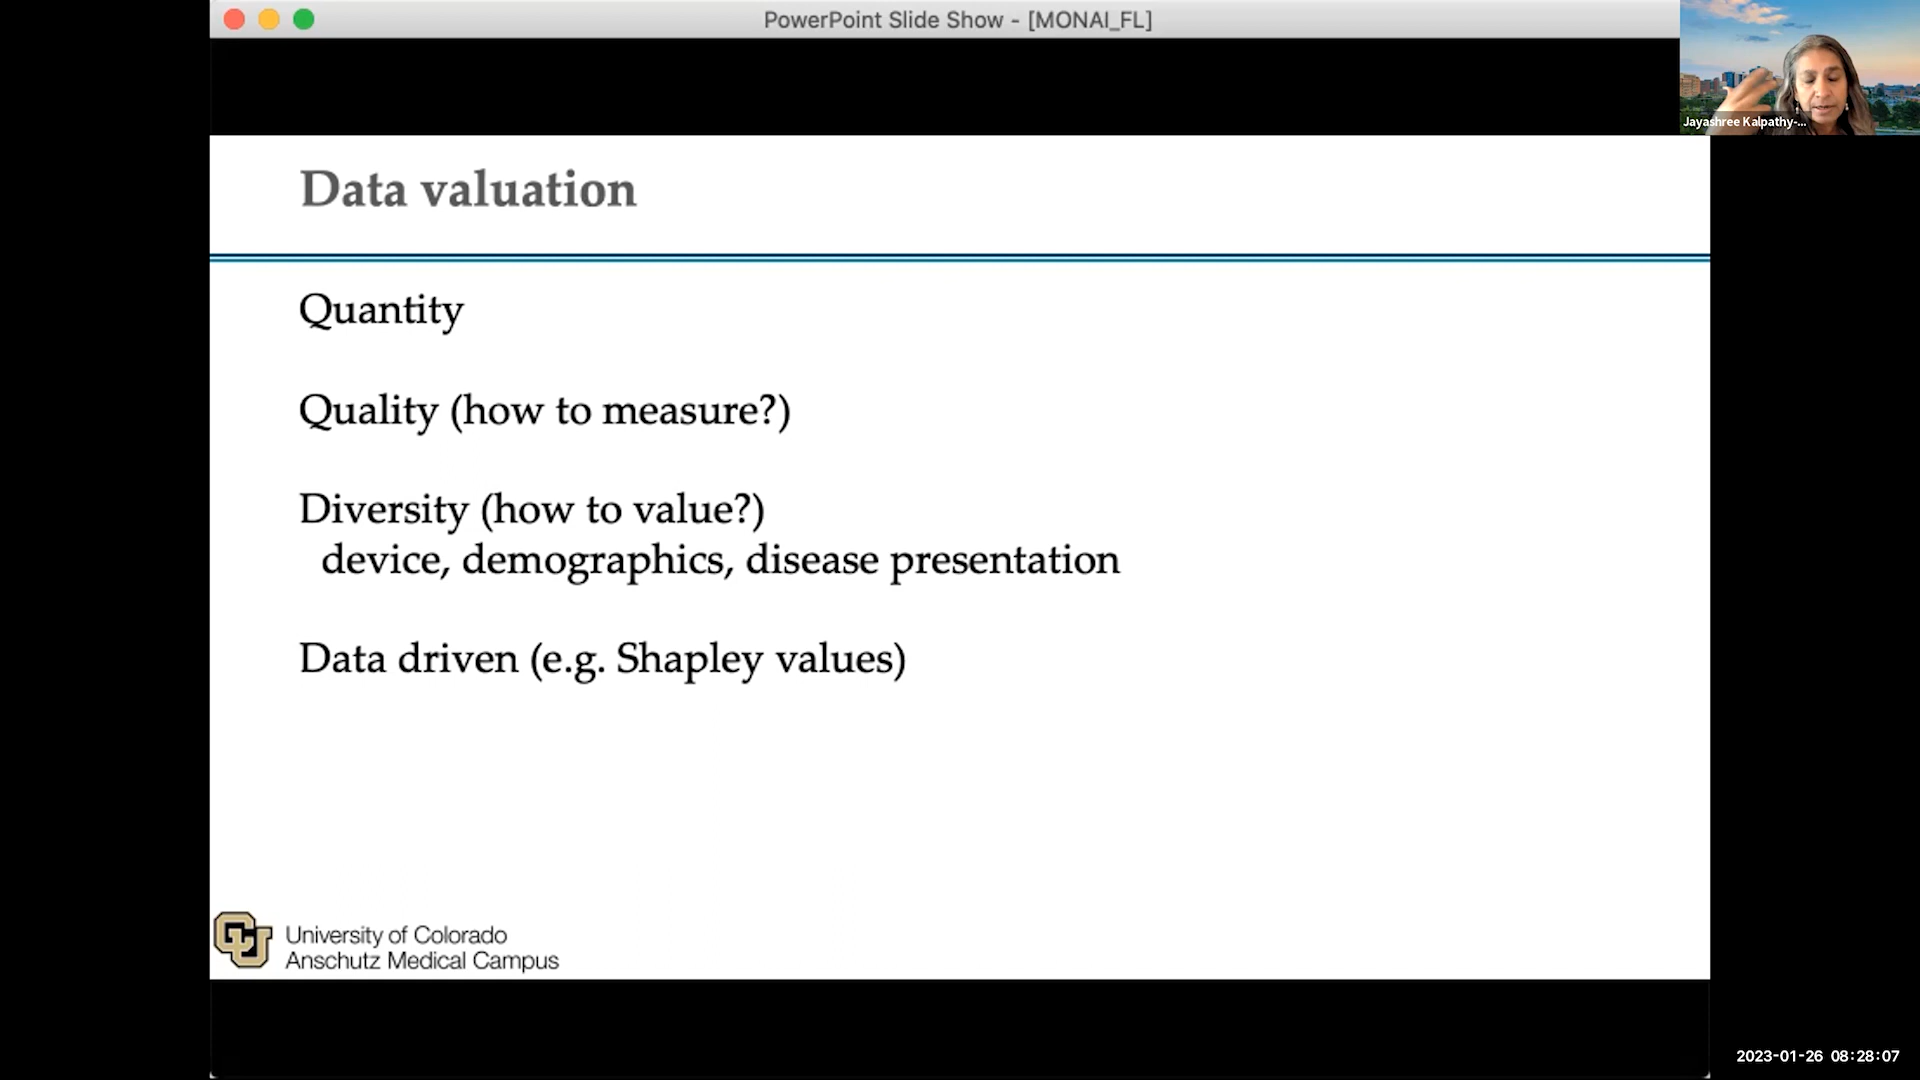 PowerPoint Slide Show - [MONAI_FL]
Jayashree Kalpathy-...
Data valuation
Quantity
Quality (how to measure?)
Diversity (how to value?)
device, demographics, disease presentation
Data driven (e.g. Shapley values)
CU
University of Colorado
Anschutz Medical Campus
2023-01-26 08:28:07